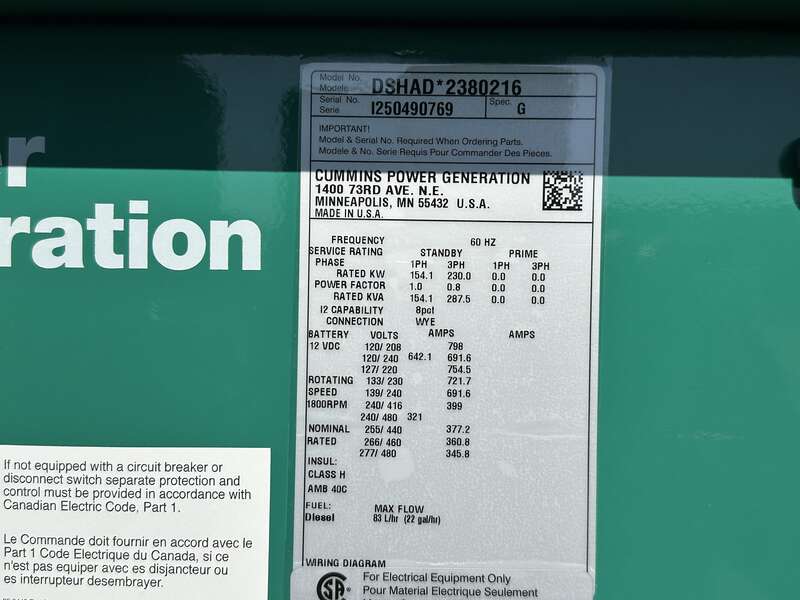 r
ration
Model No. DSHAD*2380216
Modele
Serial No. I250490769 Spec. G
Serie
IMPORTANT!
Model & Serial No. Required When Ordering Parts.
Modele & No. Serie Requis Pour Commander Des Pieces.
CUMMINS POWER GENERATION
1400 73RD AVE. N.E.
MINNEAPOLIS, MN 55432 U.S.A.
MADE IN U.S.A.
FREQUENCY 60 HZ
SERVICE RATING STANDBY PRIME
PHASE 1PH 3PH 1PH 3PH
RATED KW 154.1 230.0 0.0 0.0
POWER FACTOR 1.0 0.8 0.0 0.0
RATED KVA 154.1 287.5 0.0 0.0
I2 CAPABILITY 8pct
CONNECTION WYE
BATTERY VOLTS AMPS AMPS
12 VDC 120/ 208 798
120/ 240 642.1 691.6
127/ 220 754.5
ROTATING 133/ 230 721.7
SPEED 139/ 240 691.6
1800RPM 240/ 416 399
240/ 480 321
NOMINAL 255/ 440 377.2
RATED 266/ 460 360.8
277/ 480 345.8
INSUL:
CLASS H
AMB 40C
FUEL: MAX FLOW
Diesel 83 L/hr (22 gal/hr)
WIRING DIAGRAM
For Electrical Equipment Only
Pour Material Electrique Seulement
If not equipped with a circuit breaker or
disconnect switch separate protection and
control must be provided in accordance with
Canadian Electric Code, Part 1.
Le Commande doit fournir en accord avec le
Part 1 Code Electrique du Canada, si ce
n'est pas equiper avec es disjoncteur ou
es interrupteur desembrayer.